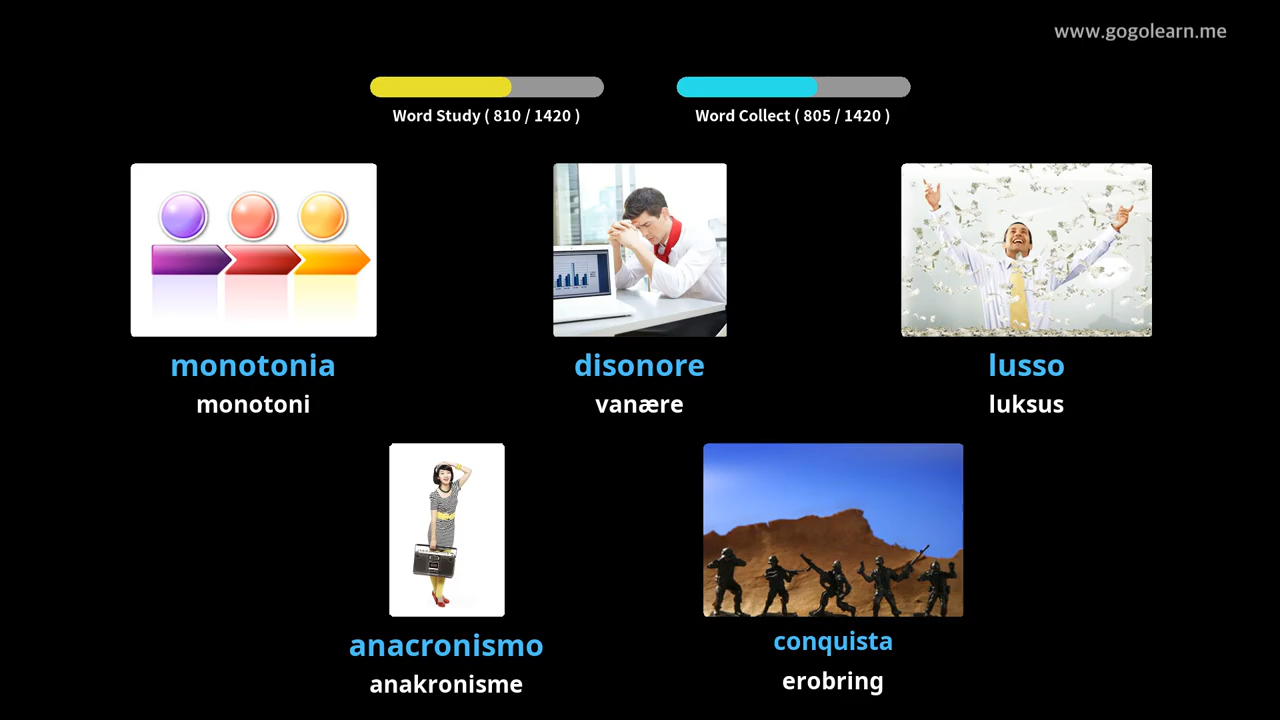 www.gogolearn.me
Word Study ( 810 / 1420 )
Word Collect ( 805 / 1420 )
monotonia
monotoni
disonore
vanære
lusso
luksus
anacronismo
anakronisme
conquista
erobring